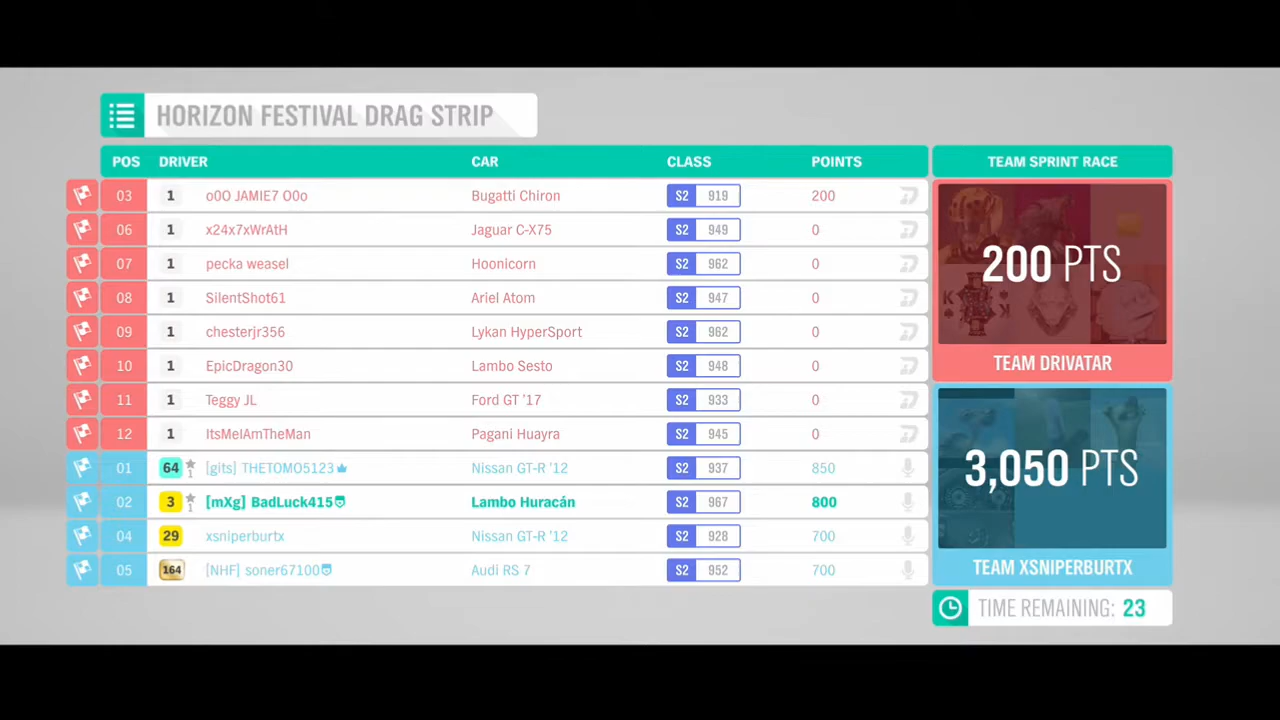 HORIZON FESTIVAL DRAG STRIP
POS DRIVER CAR CLASS POINTS
03 1 o0O JAMIE7 O0o Bugatti Chiron S2 919 200
06 1 x24x7xWrAtH Jaguar C-X75 S2 949 0
07 1 pecka weasel Hoonicorn S2 962 0
08 1 SilentShot61 Ariel Atom S2 947 0
09 1 chesterjr356 Lykan HyperSport S2 962 0
10 1 EpicDragon30 Lambo Sesto S2 948 0
11 1 Teggy JL Ford GT '17 S2 933 0
12 1 ItsMeIAmTheMan Pagani Huayra S2 945 0
01 64 1 [gits] THETOMO5123 Nissan GT-R '12 S2 937 850
02 3 1 [mXg] BadLuck415 Lambo Huracán S2 967 800
04 29 xsniperburtx Nissan GT-R '12 S2 928 700
05 164 [NHF] soner67100 Audi RS 7 S2 952 700
TEAM SPRINT RACE
K K
200 PTS
TEAM DRIVATAR
3,050 PTS
TEAM XSNIPERBURTX
TIME REMAINING: 23